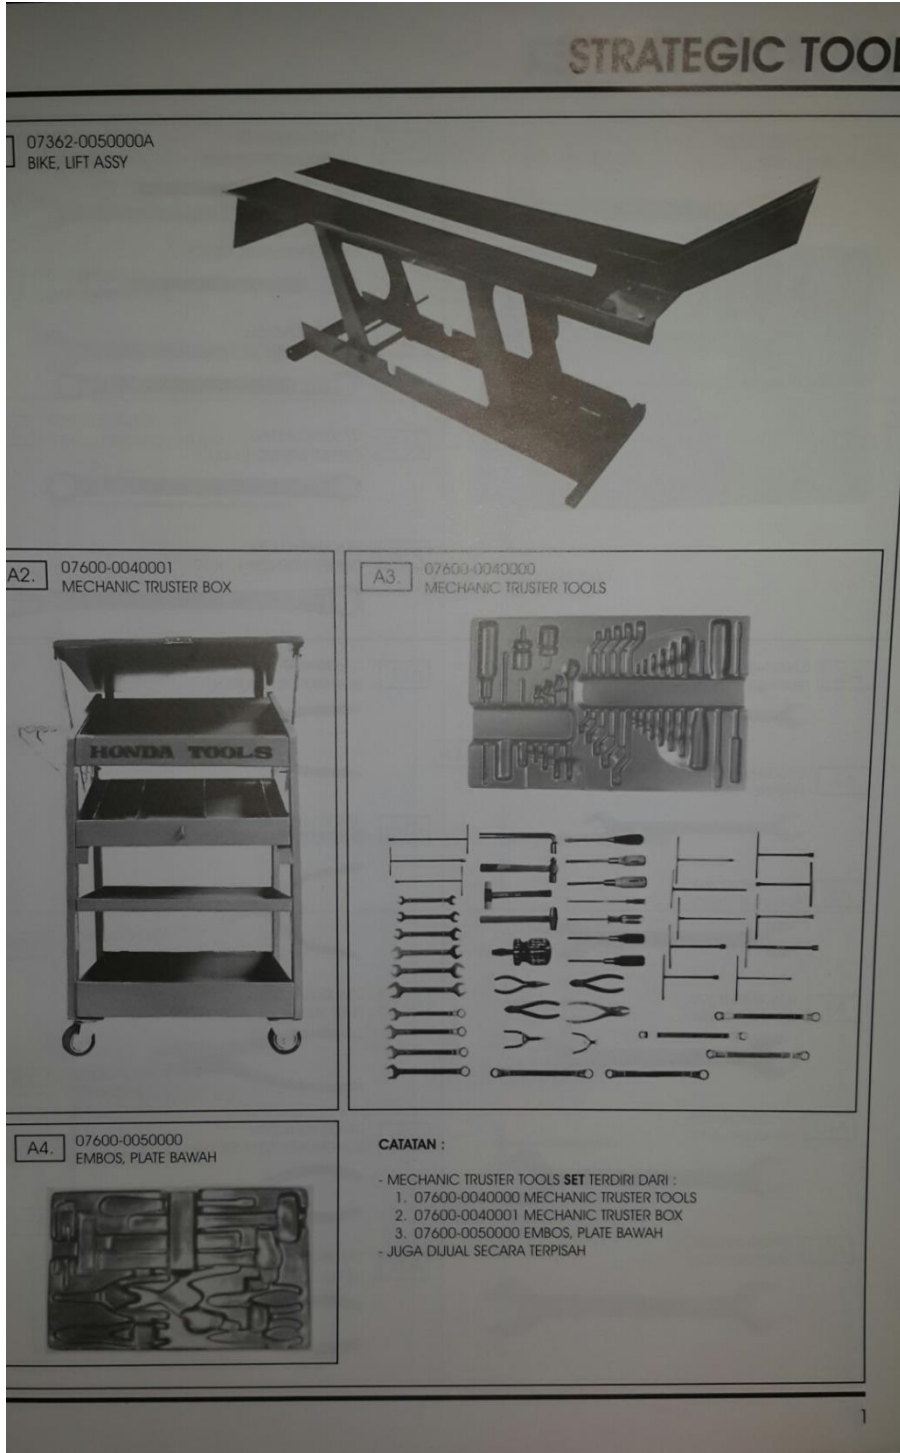 STRATEGIC TOOL
07362-0050000A
BIKE, LIFT ASSY
A2.
07600-0040001
MECHANIC TRUSTER BOX
HONDA TOOLS
A3.
07600-0040000
MECHANIC TRUSTER TOOLS
A4.
07600-0050000
EMBOS, PLATE BAWAH
CATATAN :
- MECHANIC TRUSTER TOOLS SET TERDIRI DARI :
1. 07600-0040000 MECHANIC TRUSTER TOOLS
2. 07600-0040001 MECHANIC TRUSTER BOX
3. 07600-0050000 EMBOS, PLATE BAWAH
- JUGA DIJUAL SECARA TERPISAH
1